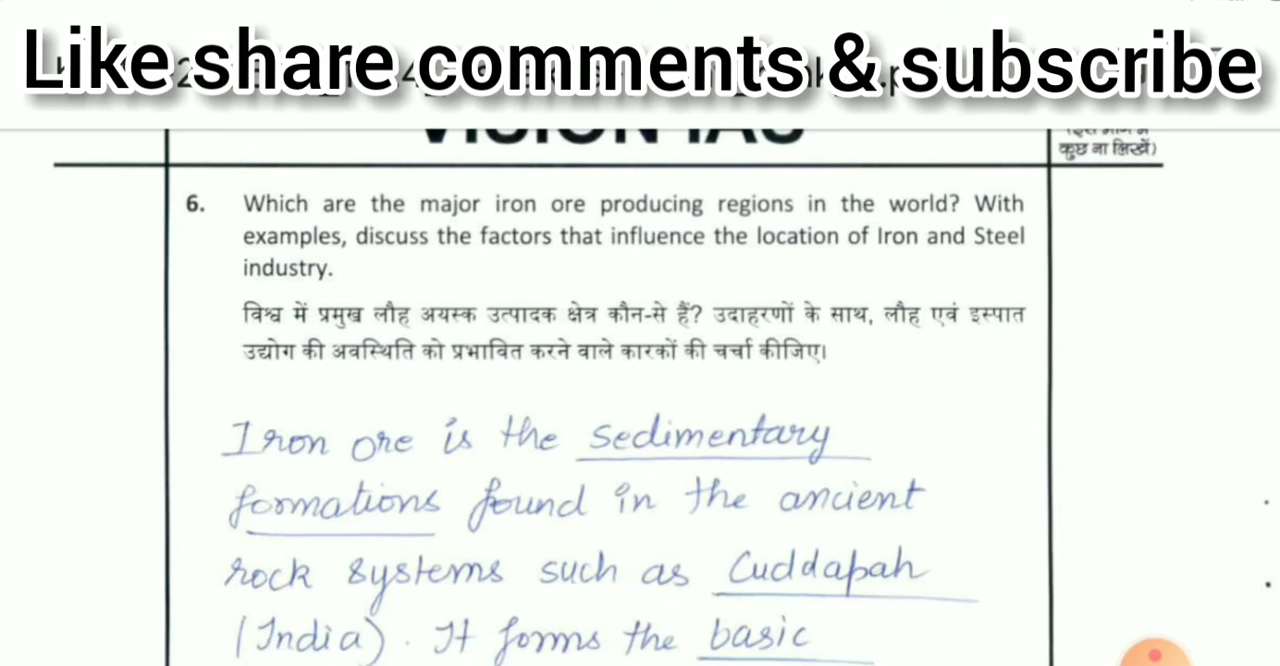 Like share comments & subscribe
VISION IAS
कुछ ना लिखें)
6. Which are the major iron ore producing regions in the world? With
examples, discuss the factors that influence the location of Iron and Steel
industry.
विश्व में प्रमुख लौह अयस्क उत्पादक क्षेत्र कौन-से हैं? उदाहरणों के साथ, लौह एवं इस्पात
उद्योग की अवस्थिति को प्रभावित करने वाले कारकों की चर्चा कीजिए।
Iron ore is the sedimentary
formations found in the ancient
rock systems such as Cuddapah
(India). It forms the basic